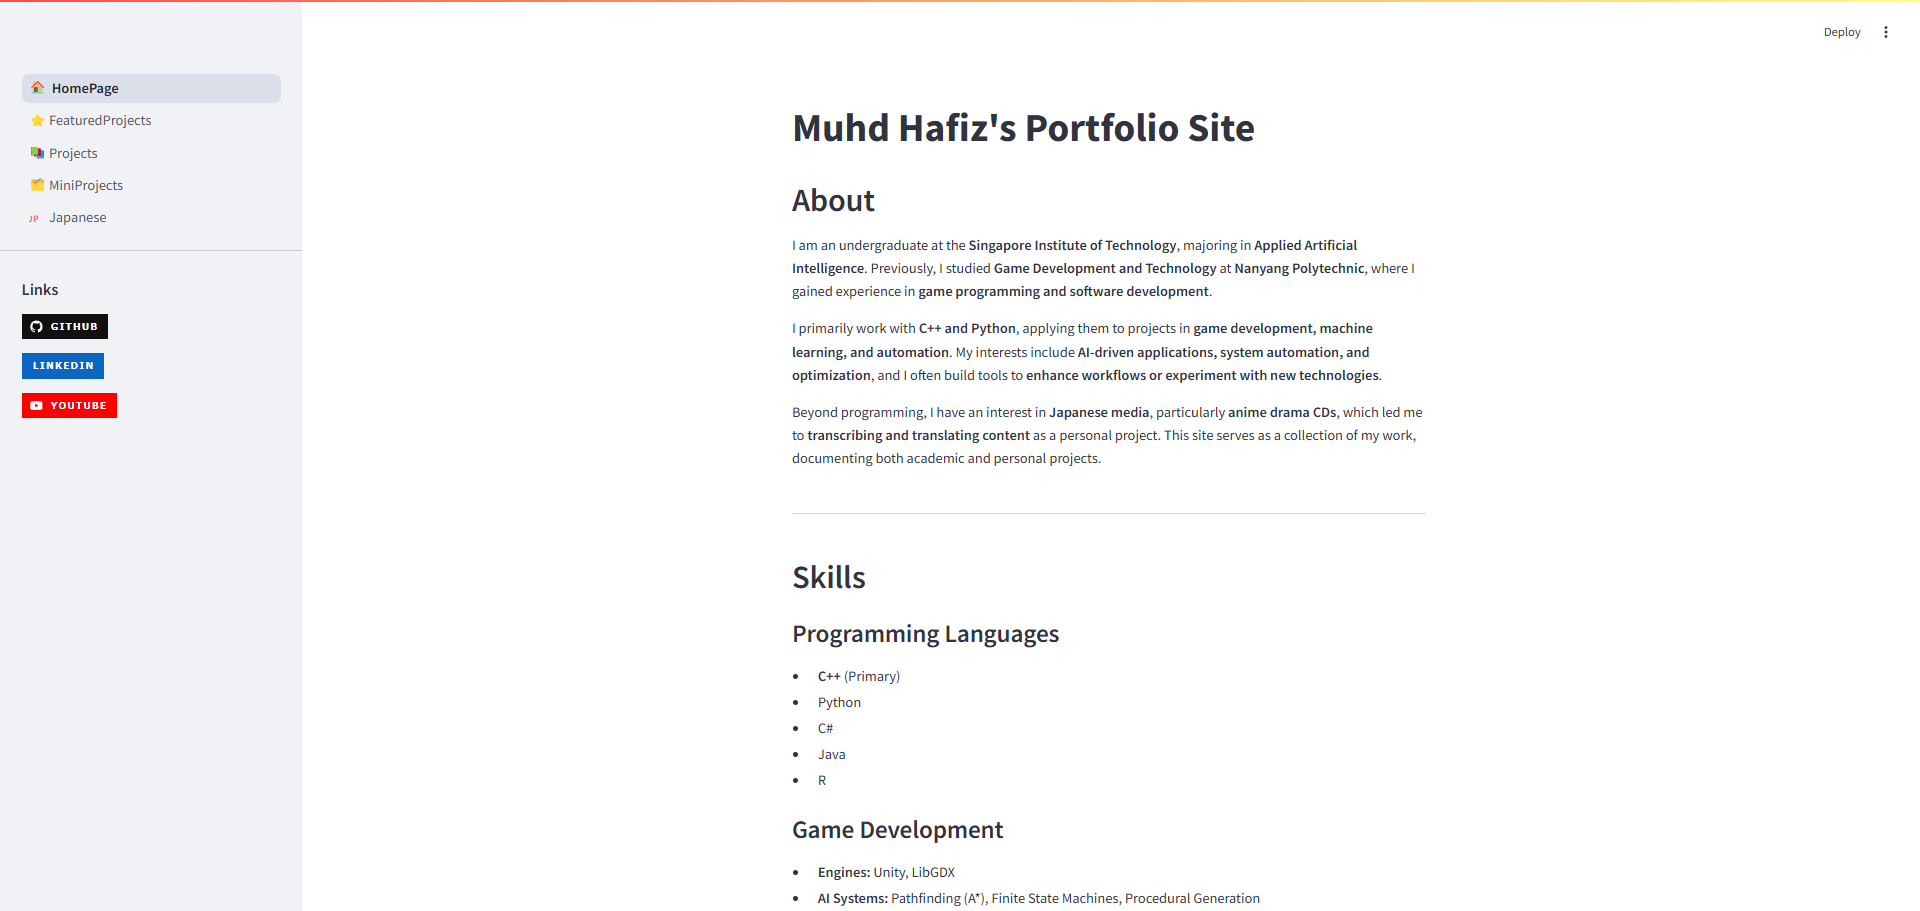 Deploy
HomePage
FeaturedProjects
Projects
MiniProjects
JP Japanese
Links
GITHUB
LINKEDIN
YOUTUBE
Muhd Hafiz's Portfolio Site
About
I am an undergraduate at the Singapore Institute of Technology, majoring in Applied Artificial
Intelligence. Previously, I studied Game Development and Technology at Nanyang Polytechnic, where I
gained experience in game programming and software development.
I primarily work with C++ and Python, applying them to projects in game development, machine
learning, and automation. My interests include AI-driven applications, system automation, and
optimization, and I often build tools to enhance workflows or experiment with new technologies.
Beyond programming, I have an interest in Japanese media, particularly anime drama CDs, which led me
to transcribing and translating content as a personal project. This site serves as a collection of my work,
documenting both academic and personal projects.
Skills
Programming Languages
• C++ (Primary)
• Python
• C#
• Java
• R
Game Development
• Engines: Unity, LibGDX
• AI Systems: Pathfinding (A*), Finite State Machines, Procedural Generation